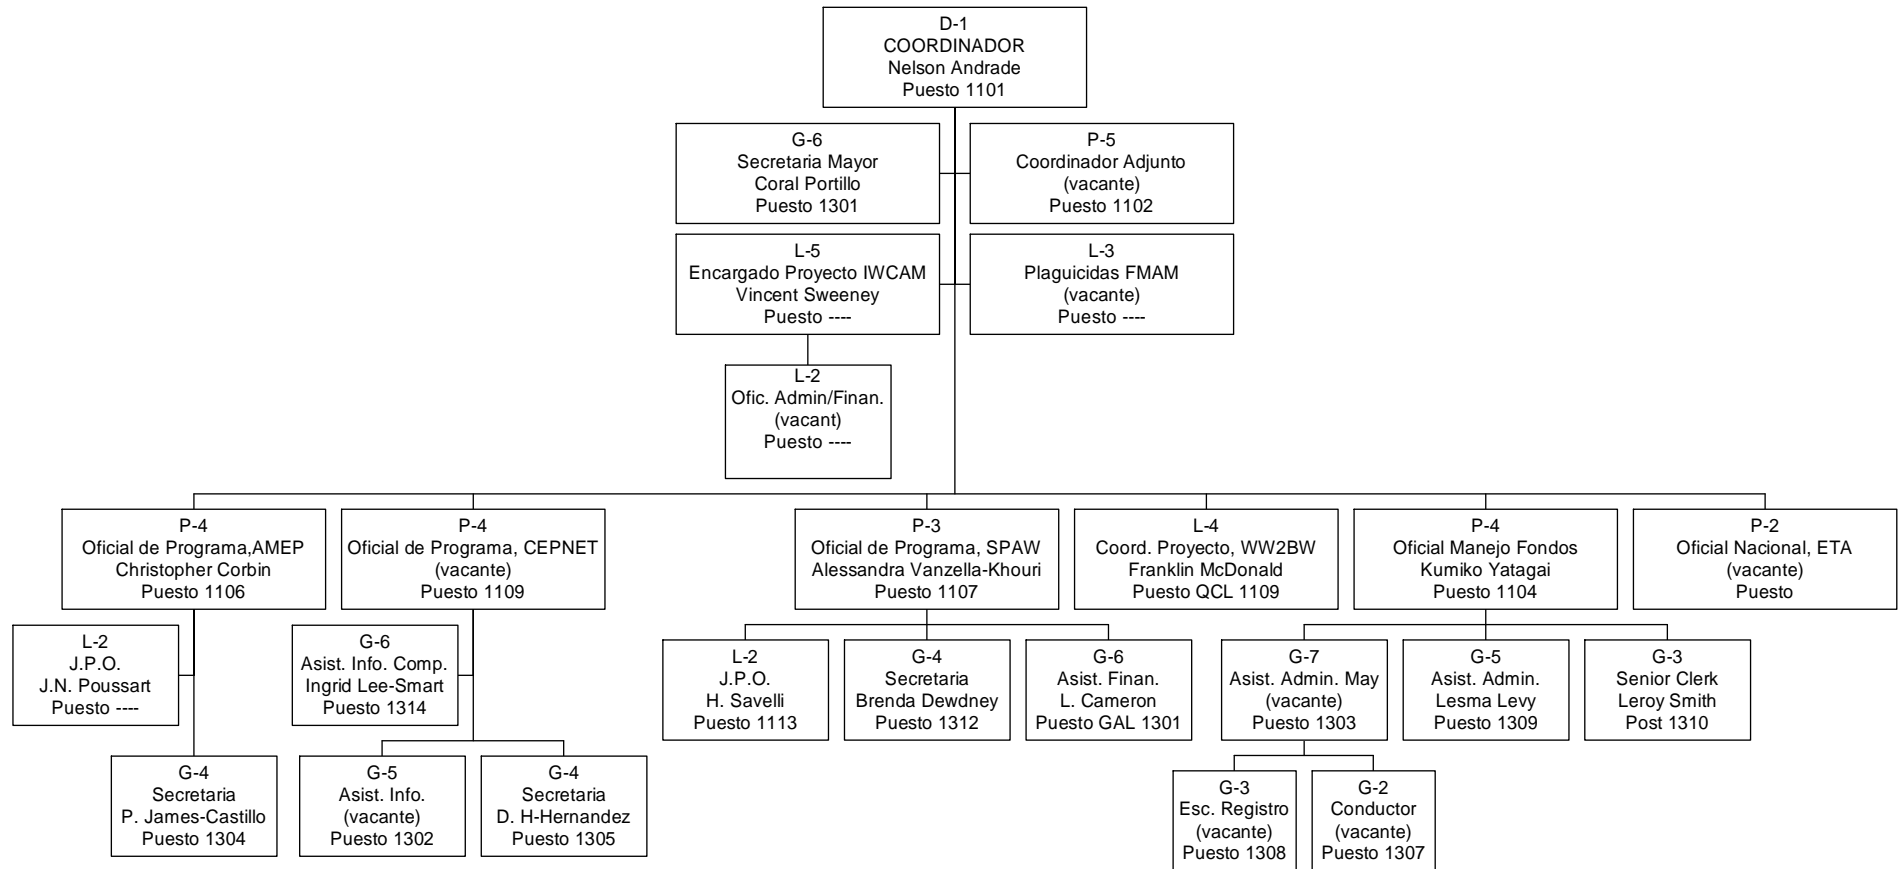 D-1
COORDINADOR
Nelson Andrade
Puesto 1101
G-6
Secretaria Mayor
Coral Portillo
Puesto 1301
P-5
Coordinador Adjunto
(vacante)
Puesto 1102
L-5
Encargado Proyecto IWCAM
Vincent Sweeney
Puesto ----
L-3
Plaguicidas FMAM
(vacante)
Puesto ----
L-2
Ofic. Admin/Finan.
(vacant)
Puesto ----
P-4
Oficial de Programa,AMEP
Christopher Corbin
Puesto 1106
P-4
Oficial de Programa, CEPNET
(vacante)
Puesto 1109
P-3
Oficial de Programa, SPAW
Alessandra Vanzella-Khouri
Puesto 1107
L-4
Coord. Proyecto, WW2BW
Franklin McDonald
Puesto QCL 1109
P-4
Oficial Manejo Fondos
Kumiko Yatagai
Puesto 1104
P-2
Oficial Nacional, ETA
(vacante)
Puesto
L-2
J.P.O.
J.N. Poussart
Puesto ----
G-6
Asist. Info. Comp.
Ingrid Lee-Smart
Puesto 1314
L-2
J.P.O.
H. Savelli
Puesto 1113
G-4
Secretaria
Brenda Dewdney
Puesto 1312
G-6
Asist. Finan.
L. Cameron
Puesto GAL 1301
G-7
Asist. Admin. May
(vacante)
Puesto 1303
G-5
Asist. Admin.
Lesma Levy
Puesto 1309
G-3
Senior Clerk
Leroy Smith
Post 1310
G-4
Secretaria
P. James-Castillo
Puesto 1304
G-5
Asist. Info.
(vacante)
Puesto 1302
G-4
Secretaria
D. H-Hernandez
Puesto 1305
G-3
Esc. Registro
(vacante)
Puesto 1308
G-2
Conductor
(vacante)
Puesto 1307